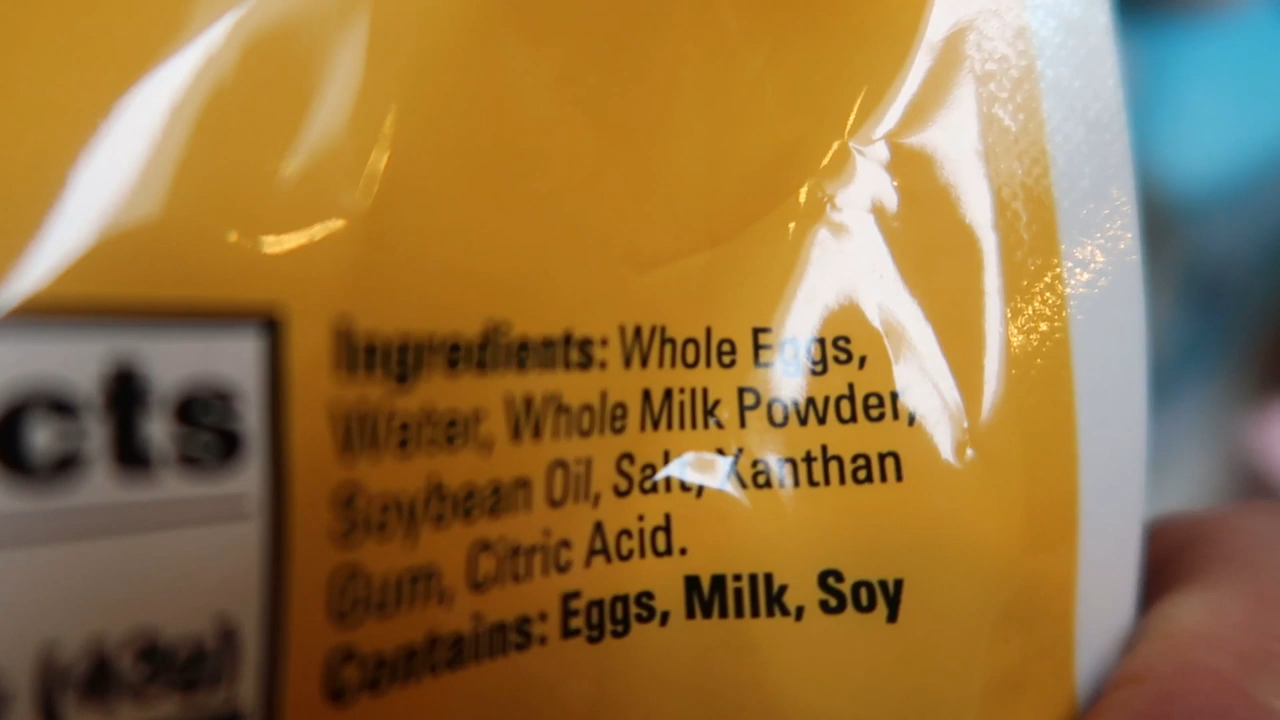 cts
(43g)
Ingredients: Whole Eggs,
Water, Whole Milk Powder,
Soybean Oil, Salt, Xanthan
Gum, Citric Acid.
Contains: Eggs, Milk, Soy